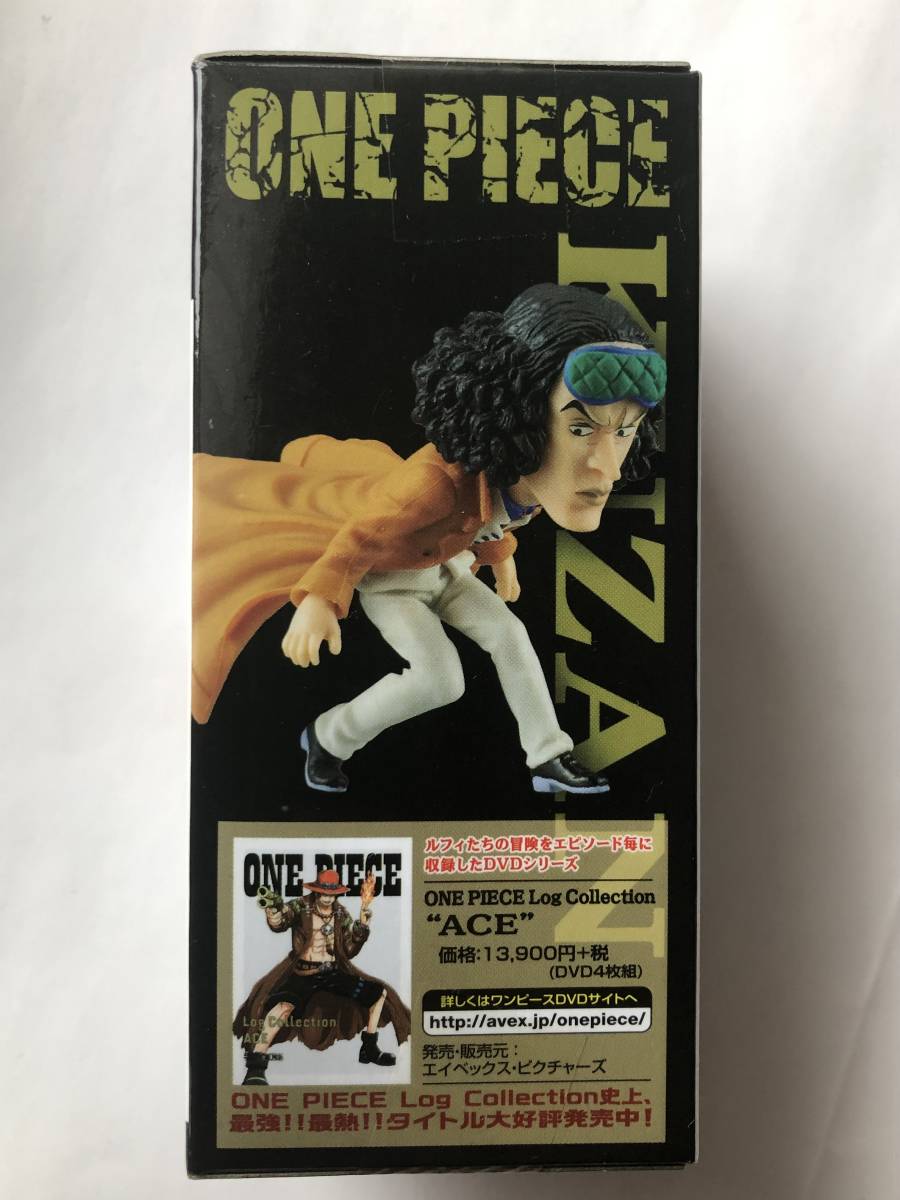 ONE PIECE
KUZAN
ONE PIECE
Log Collection
ACE
ルフィたちの冒険をエピソード毎に
収録したDVDシリーズ
ONE PIECE Log Collection
“ACE”
価格:13,900円+税
(DVD4枚組)
詳しくはワンピースDVDサイトへ
http://avex.jp/onepiece/
発売・販売元:
エイベックス・ピクチャーズ
ONE PIECE Log Collection史上、
最強!!最熱!!タイトル大好評発売中!